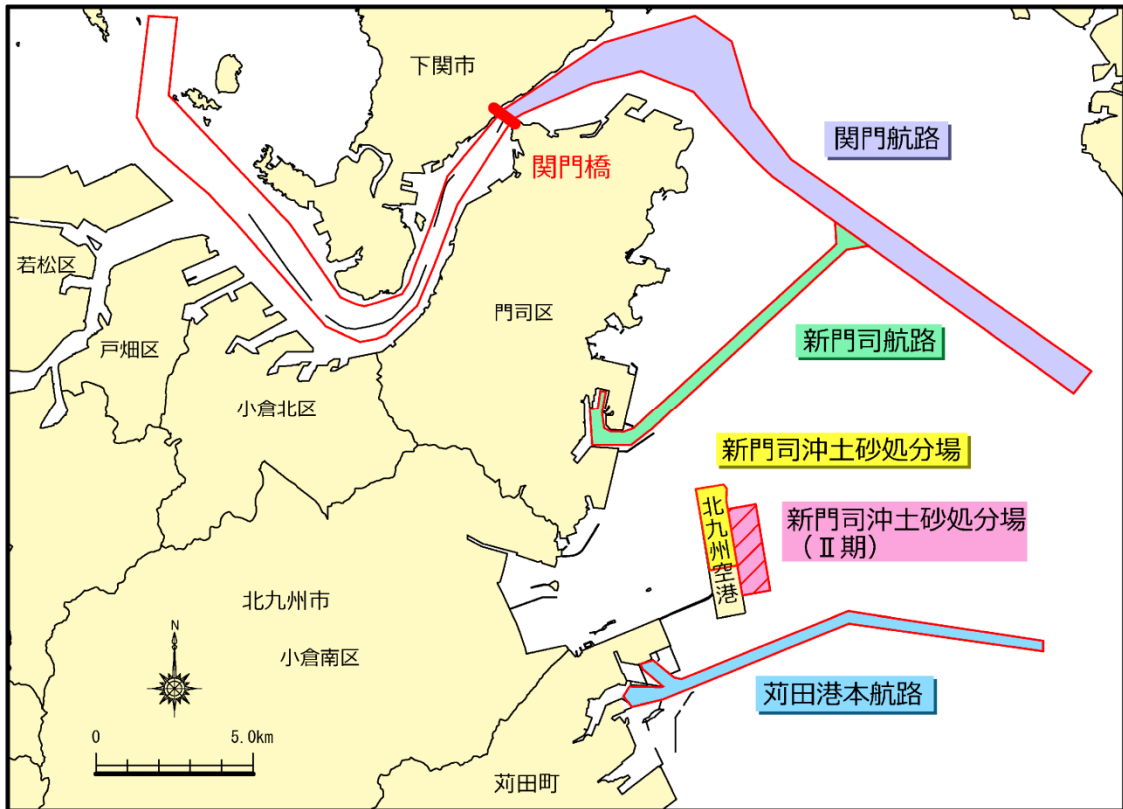 下関市
関門航路
関門橋
若松区
門司区
戸畑区
新門司航路
小倉北区
新門司沖土砂処分場
北九州空港
新門司沖土砂処分場
（Ⅱ期）
北九州市
小倉南区
N
苅田港本航路
0 5.0km
苅田町